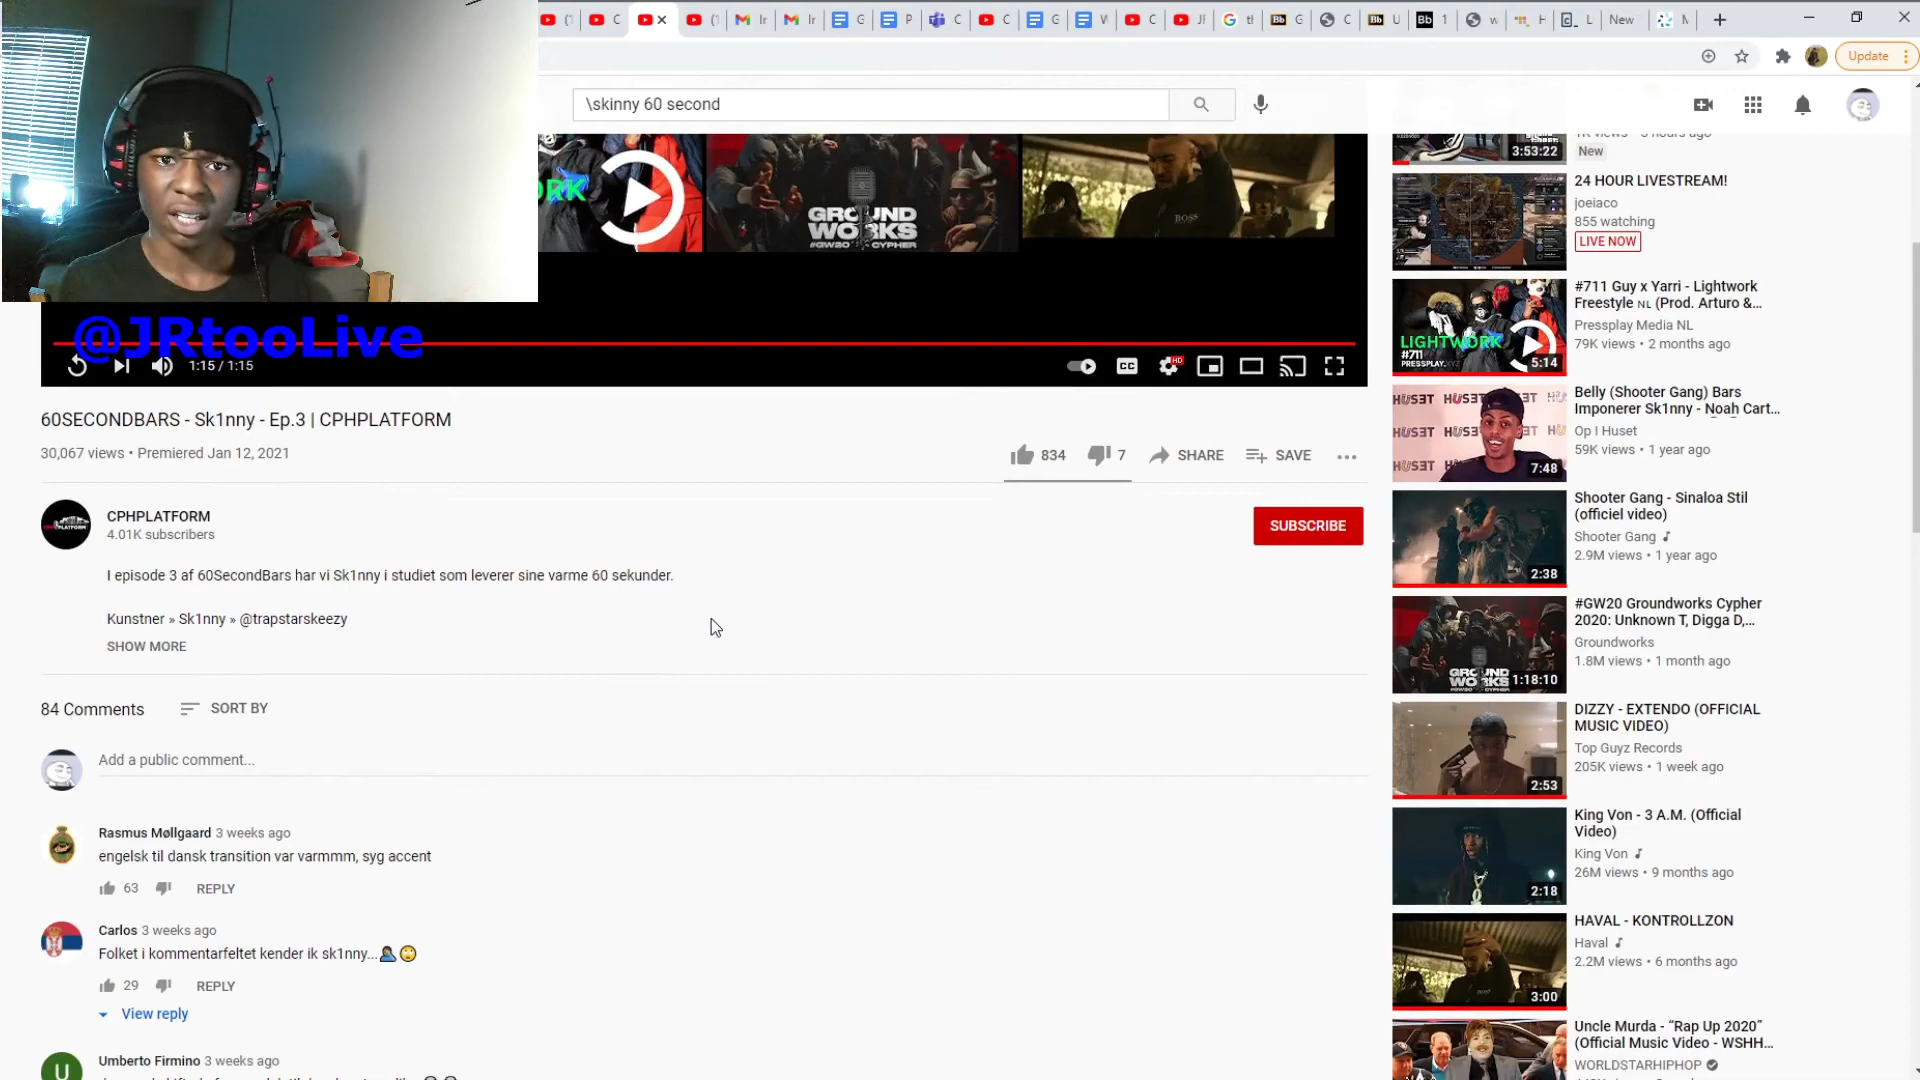 Update
\skinny 60 second
GROUND
WORKS
#GW20 CYPHER
BOSS
@JRtooLive
1:15 / 1:15
CC
HD
60SECONDBARS - Sk1nny - Ep.3 | CPHPLATFORM
30,067 views • Premiered Jan 12, 2021
834
7
SHARE
SAVE
CPHPLATFORM
4.01K subscribers
SUBSCRIBE
I episode 3 af 60SecondBars har vi Sk1nny i studiet som leverer sine varme 60 sekunder.
Kunstner » Sk1nny » @trapstarskeezy
SHOW MORE
84 Comments
SORT BY
Add a public comment...
Rasmus Møllgaard 3 weeks ago
engelsk til dansk transition var varmmm, syg accent
63
REPLY
Carlos 3 weeks ago
Folket i kommentarfeltet kender ik sk1nny...🤦🙄
29
REPLY
View reply
Umberto Firmino 3 weeks ago
3:53:22
New
24 HOUR LIVESTREAM!
joeiaco
855 watching
LIVE NOW
#711 Guy x Yarri - Lightwork
Freestyle NL (Prod. Arturo &...
Pressplay Media NL
79K views • 2 months ago
LIGHTWORK
#711
5:14
Belly (Shooter Gang) Bars
Imponerer Sk1nny - Noah Cart...
Op I Huset
59K views • 1 year ago
7:48
Shooter Gang - Sinaloa Stil
(officiel video)
Shooter Gang
2.9M views • 1 year ago
2:38
#GW20 Groundworks Cypher
2020: Unknown T, Digga D,...
Groundworks
1.8M views • 1 month ago
1:18:10
DIZZY - EXTENDO (OFFICIAL
MUSIC VIDEO)
Top Guyz Records
205K views • 1 week ago
2:53
King Von - 3 A.M. (Official
Video)
King Von
26M views • 9 months ago
2:18
HAVAL - KONTROLLZON
Haval
2.2M views • 6 months ago
3:00
Uncle Murda - "Rap Up 2020"
(Official Music Video - WSHH...
WORLDSTARHIPHOP